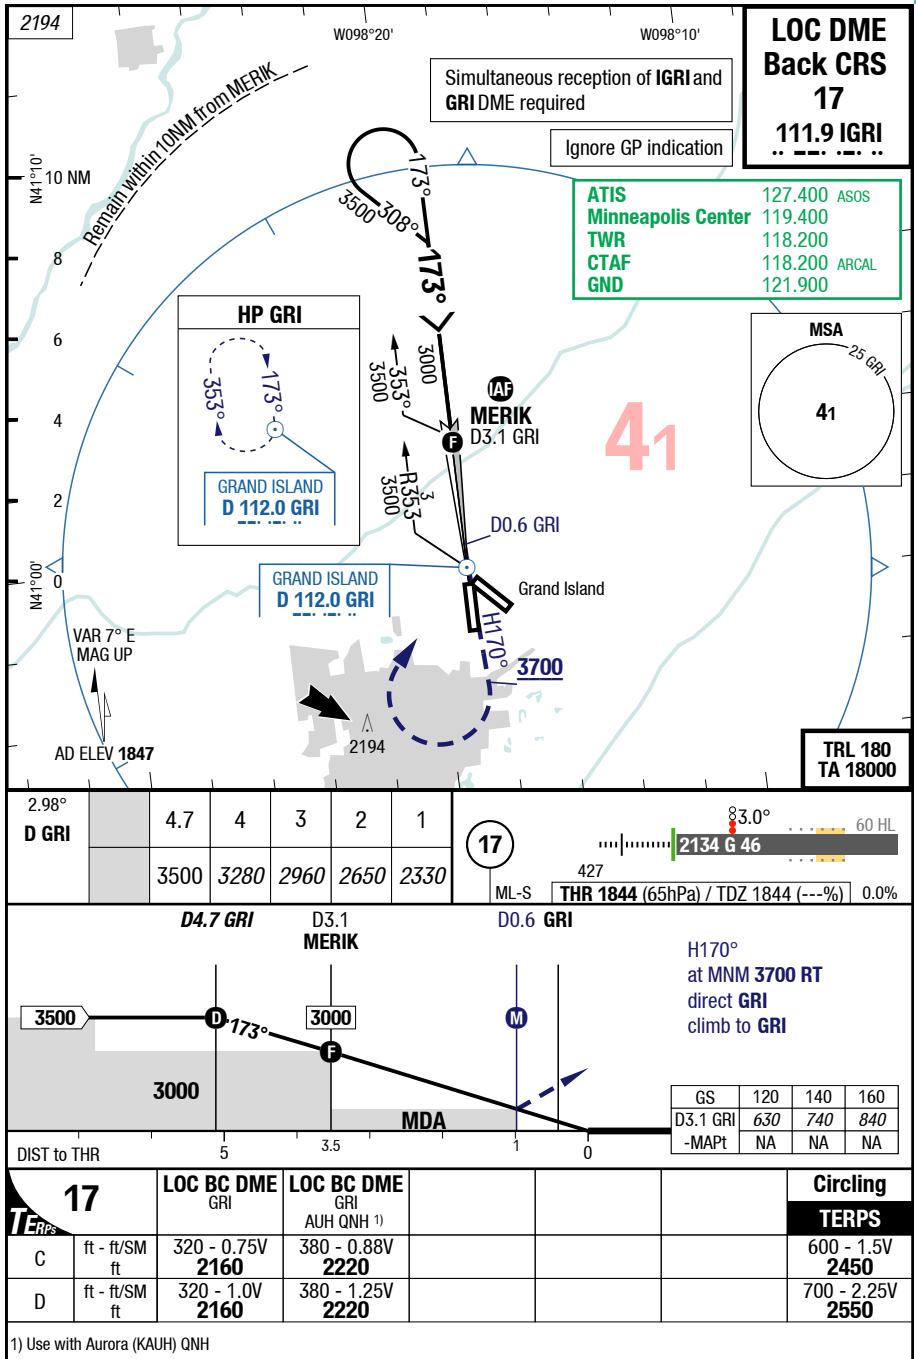 2194
W098°20'
W098°10'
LOC DME
Back CRS
17
111.9 IGRI
Simultaneous reception of IGRI and
GRI DME required
Ignore GP indication
Remain within 10NM from MERIK
N41°10'
10 NM
8
6
4
2
0
N41°00'
ATIS 127.400 ASOS
Minneapolis Center 119.400
TWR 118.200
CTAF 118.200 ARCAL
GND 121.900
173°
308°
3500
173°
3000
353°
3500
HP GRI
353°
173°
GRAND ISLAND
D 112.0 GRI
MSA
25 GRI
41
IAF
MERIK
D3.1 GRI
F
41
3
R353
3500
D0.6 GRI
GRAND ISLAND
D 112.0 GRI
Grand Island
H170°
3700
VAR 7° E
MAG UP
2194
AD ELEV 1847
TRL 180
TA 18000
2.98°
D GRI
4.7 4 3 2 1
3500 3280 2960 2650 2330
17
3.0°
60 HL
2134 G 46
427
ML-S
THR 1844 (65hPa) / TDZ 1844 (---%) 0.0%
D4.7 GRI
D3.1
MERIK
D0.6 GRI
H170°
at MNM 3700 RT
direct GRI
climb to GRI
3500
D
173°
3000
F
M
3000
MDA
GS 120 140 160
D3.1 GRI 630 740 840
-MAPt NA NA NA
DIST to THR
5
3.5
1
0
TERPs
17
LOC BC DME
GRI
LOC BC DME
GRI
AUH QNH 1)
Circling
TERPS
C
ft - ft/SM
ft
320 - 0.75V
2160
380 - 0.88V
2220
600 - 1.5V
2450
D
ft - ft/SM
ft
320 - 1.0V
2160
380 - 1.25V
2220
700 - 2.25V
2550
1) Use with Aurora (KAUH) QNH